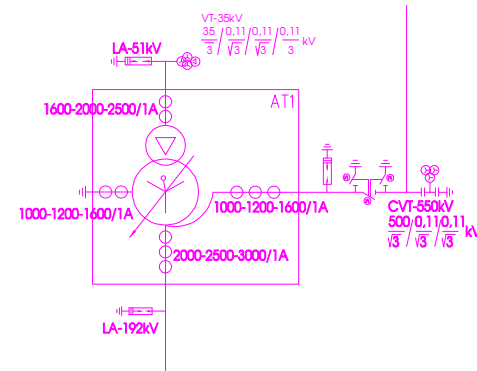 VT-35kV
LA-51kV
35/√3 / 0,11/√3 / 0,11/√3 / 0,11/3 kV
AT1
1600-2000-2500/1A
1000-1200-1600/1A
1000-1200-1600/1A
CVT-550kV
500/√3 / 0,11/√3 / 0,11/√3 kV
2000-2500-3000/1A
LA-192kV